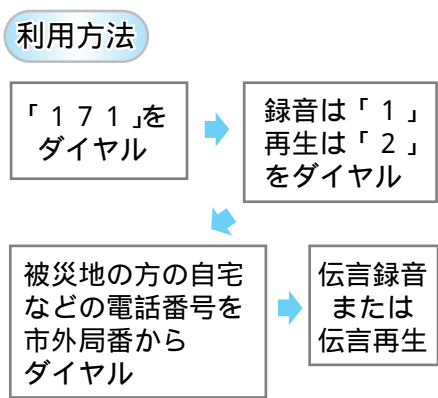 利用方法
「171」を
ダイヤル
録音は「1」
再生は「2」
をダイヤル
被災地の方の自宅
などの電話番号を
市外局番から
ダイヤル
伝言録音
または
伝言再生